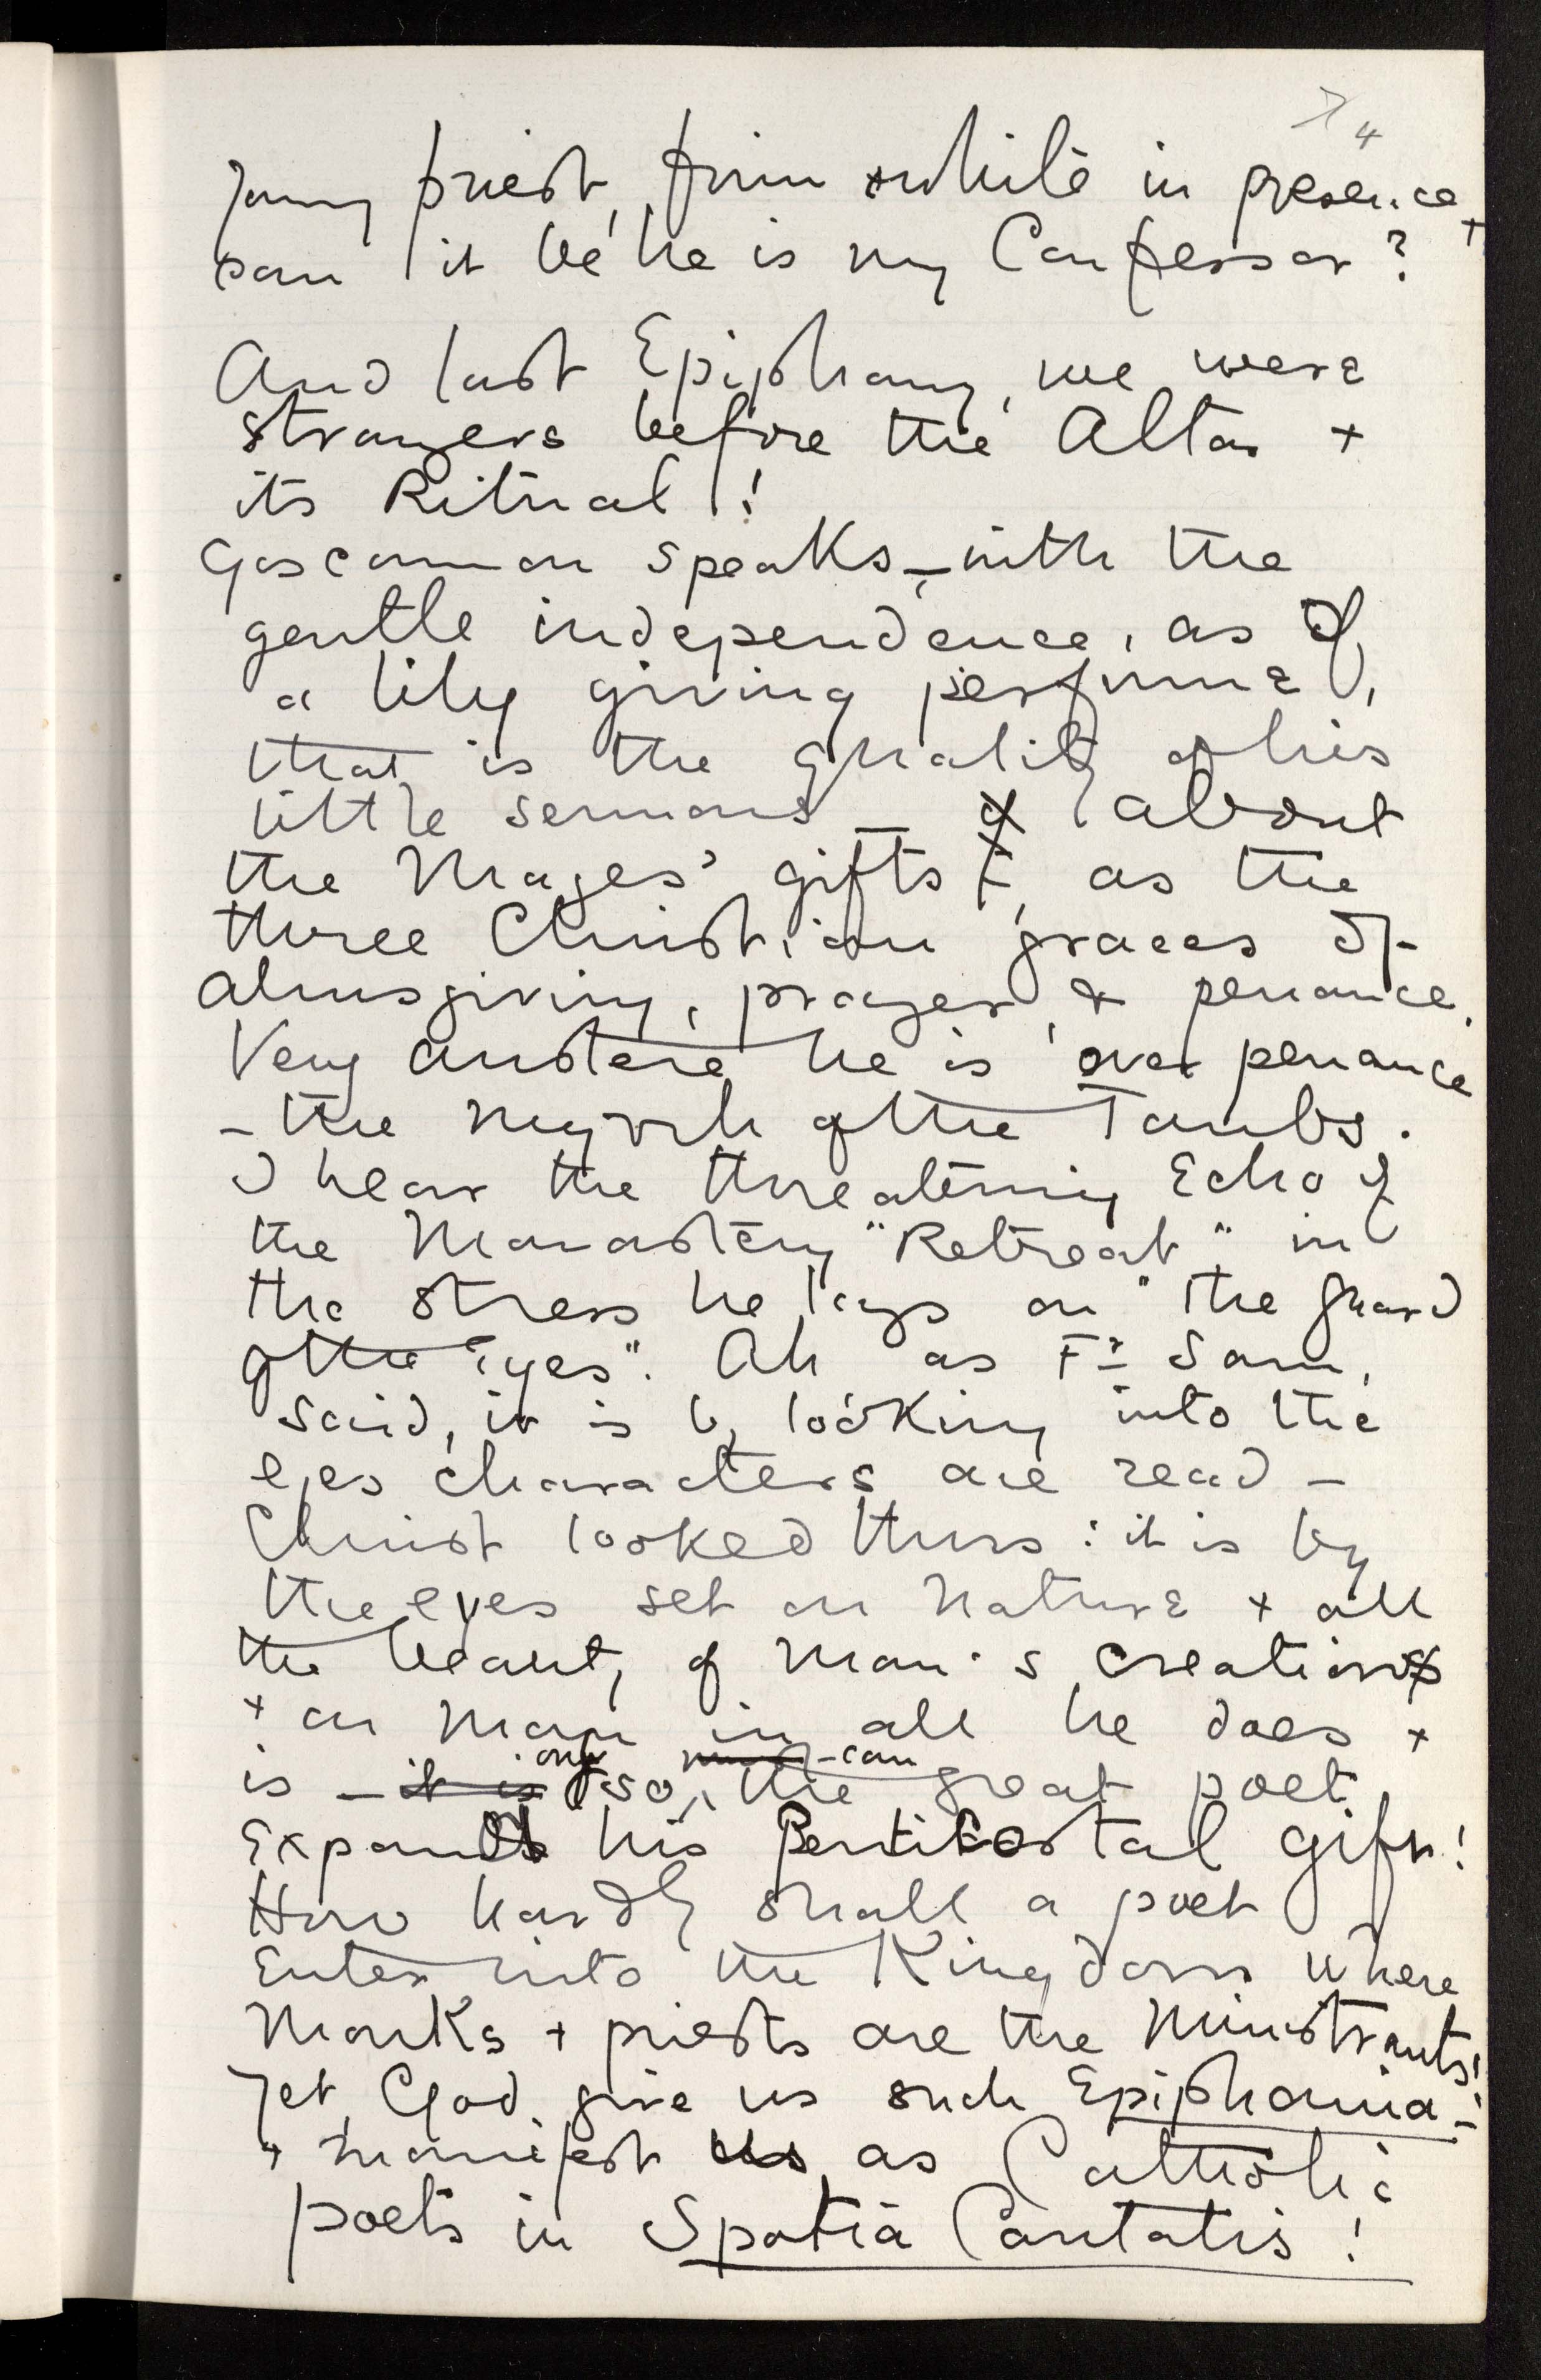 4
young priest, firm while in presence +
can it be he is my Confessor?
And last Epiphany, we were
strangers before the Altar +
its Ritual!
Goscannon speaks – with the
gentle independence, as of
a lily giving perfume,
that is the quality of his
little sermons – about
the Mages' gifts, as the
three Christian graces of
almsgiving, prayer, & penance.
Very austere he is over penance
– the myrrh of the Tombs.
I hear the threatening Echo of
the Monastery "Retreat" in
the stress he lays on "the guard
of the eyes". Ah as Fr Sam,
said, it is by looking into the
eyes characters are read –
Christ looked thus: it is by
the eyes set on Nature + all
the beauty of Man's creation
+ on Man in all he does +
is – it is only so, can the great poet
Expand his Pentecostal gift!
How hardly shall a poet
Enter into the Kingdom where
Monks + priests are the Ministrants!
Yet, God, give us such Epiphania –
+ manifest us as Catholic
poets in Spatia Caritatis!